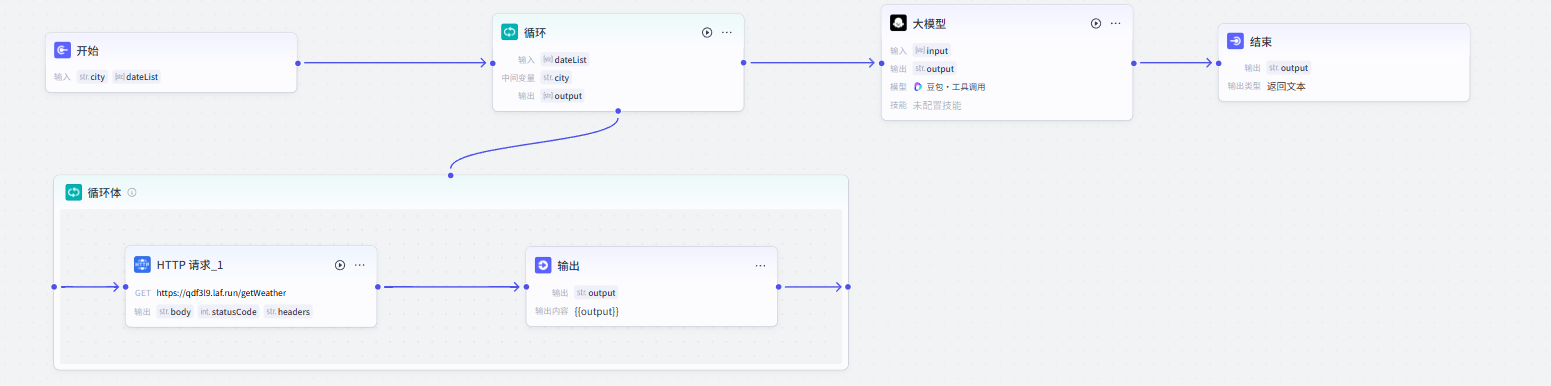 开始
输入 str. city [str] dateList
循环
输入 [str] dateList
中间变量 str. city
输出 [str] output
大模型
输入 [str] input
输出 str. output
模型 豆包·工具调用
技能 未配置技能
结束
输出 str. output
输出类型 返回文本
循环体
HTTP 请求_1
GET https://qdf3l9.laf.run/getWeather
输出 str. body int. statusCode str. headers
输出
输出 str. output
输出内容 {{output}}